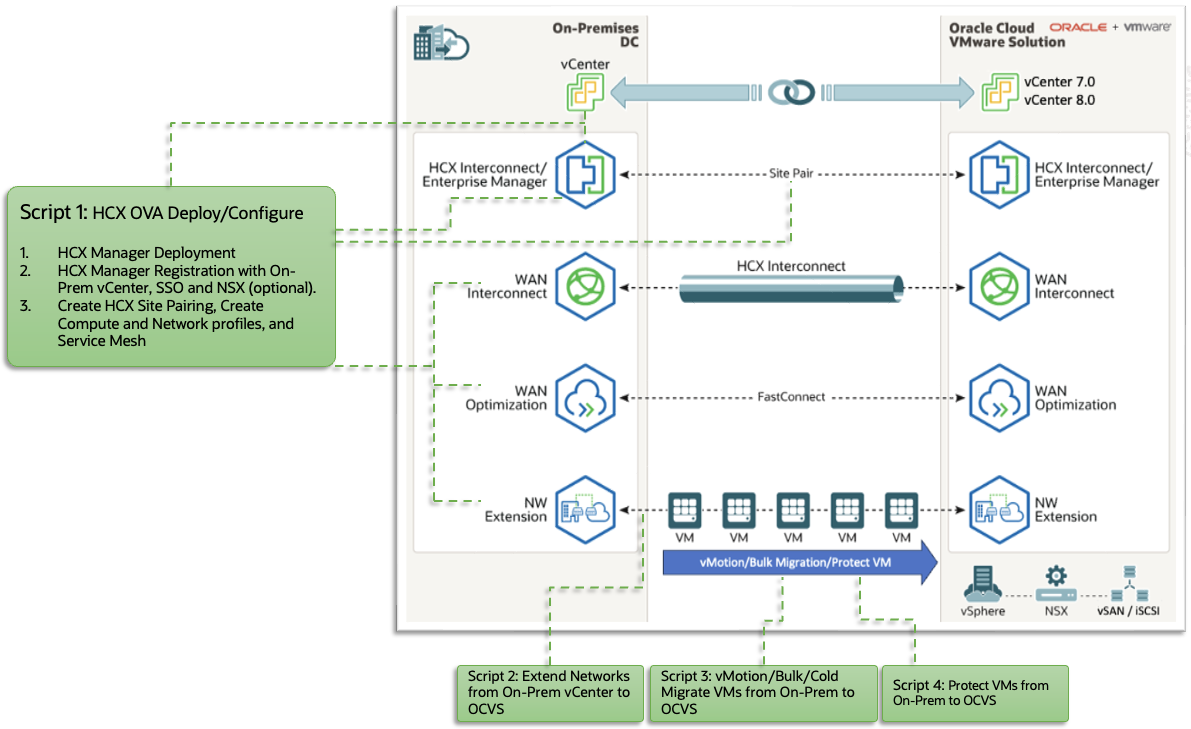 On-Premises
DC
Oracle Cloud
VMware Solution
ORACLE + vmware
vCenter
vCenter 7.0
vCenter 8.0
HCX Interconnect/
Enterprise Manager
Site Pair
HCX Interconnect/
Enterprise Manager
Script 1: HCX OVA Deploy/Configure
1. HCX Manager Deployment
2. HCX Manager Registration with On-
Prem vCenter, SSO and NSX (optional).
3. Create HCX Site Pairing, Create
Compute and Network profiles, and
Service Mesh
WAN
Interconnect
HCX Interconnect
WAN
Interconnect
WAN
Optimization
FastConnect
WAN
Optimization
NW
Extension
VM
VM
VM
VM
VM
NW
Extension
vMotion/Bulk Migration/Protect VM
vSphere
NSX
vSAN / iSCSI
Script 2: Extend Networks
from On-Prem vCenter to
OCVS
Script 3: vMotion/Bulk/Cold
Migrate VMs from On-Prem to
OCVS
Script 4: Protect VMs from
On-Prem to OCVS